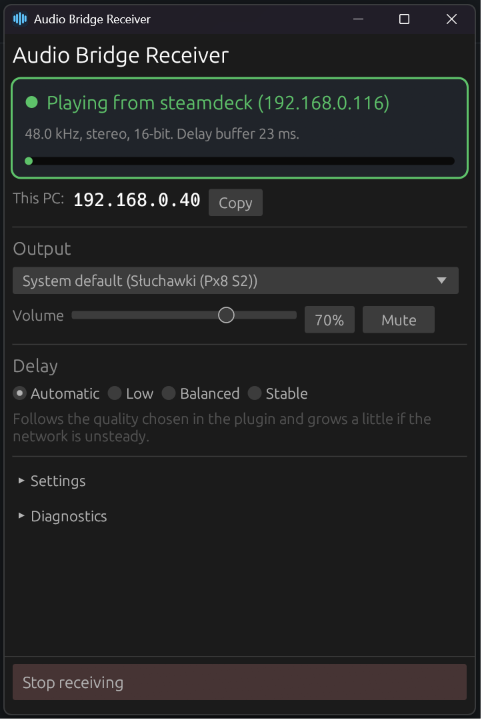 Audio Bridge Receiver
Audio Bridge Receiver
Playing from steamdeck (192.168.0.116)
48.0 kHz, stereo, 16-bit. Delay buffer 23 ms.
This PC: 192.168.0.40 Copy
Output
System default (Słuchawki (Px8 S2))
Volume 70% Mute
Delay
Automatic Low Balanced Stable
Follows the quality chosen in the plugin and grows a little if the
network is unsteady.
Settings
Diagnostics
Stop receiving